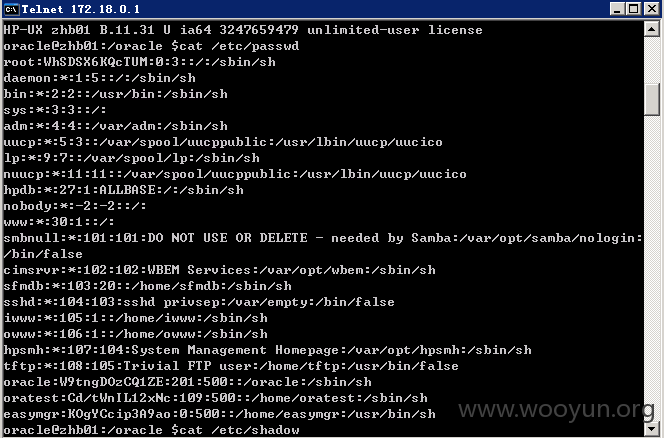 Telnet 172.18.0.1
HP-UX zhb01 B.11.31 U ia64 3247659479 unlimited-user license
oracle@zhb01:/oracle $cat /etc/passwd
root:WhSDSX6KQcTUM:0:3::/:/sbin/sh
daemon:*:1:5::/:/sbin/sh
bin:*:2:2::/usr/bin:/sbin/sh
sys:*:3:3::/:
adm:*:4:4::/var/adm:/sbin/sh
uucp:*:5:3::/var/spool/uucppublic:/usr/lbin/uucp/uucico
lp:*:9:7::/var/spool/lp:/sbin/sh
nuucp:*:11:11::/var/spool/uucppublic:/usr/lbin/uucp/uucico
hpdb:*:27:1:ALLBASE:/:/sbin/sh
nobody:*:-2:-2::/:
www:*:30:1::/:
smbnull:*:101:101:DO NOT USE OR DELETE - needed by Samba:/var/opt/samba/nologin:
/bin/false
cimsrvr:*:102:102:WBEM Services:/var/opt/wbem:/sbin/sh
sfmdb:*:103:20::/home/sfmdb:/sbin/sh
sshd:*:104:103:sshd privsep:/var/empty:/bin/false
iwww:*:105:1::/home/iwww:/sbin/sh
owww:*:106:1::/home/owww:/sbin/sh
hpsmh:*:107:104:System Management Homepage:/var/opt/hpsmh:/sbin/sh
tftp:*:108:105:Trivial FTP user:/home/tftp:/usr/bin/false
oracle:W9tngDOzCQ1ZE:201:500::/oracle:/sbin/sh
oratest:Cd/tWnIL12xNc:109:500::/home/oratest:/sbin/sh
easymgr:KOgYCcip3A9ao:0:500::/home/easymgr:/usr/bin/sh
oracle@zhb01:/oracle $cat /etc/shadow
www.wooyun.org